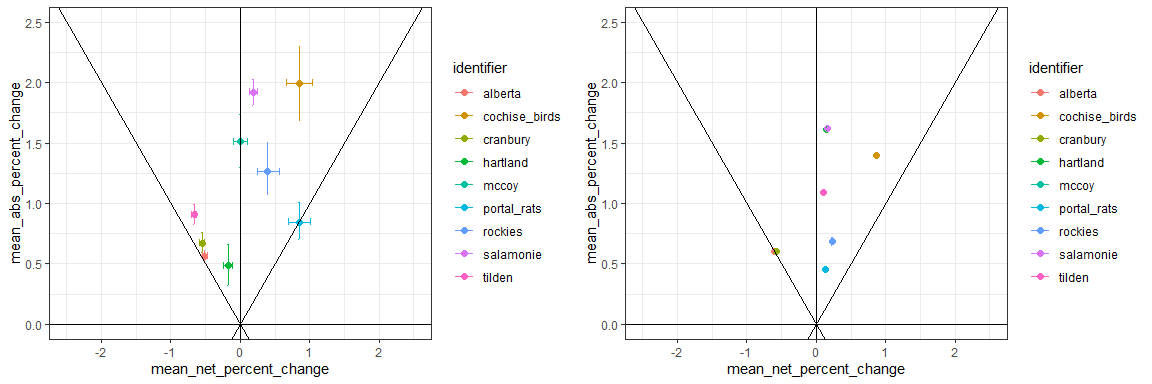 2.5
2.0
1.5
1.0
0.5
0.0
mean_abs_percent_change
-2
-1
0
1
2
mean_net_percent_change
identifier
alberta
cochise_birds
cranbury
hartland
mccoy
portal_rats
rockies
salamonie
tilden
2.5
2.0
1.5
1.0
0.5
0.0
mean_abs_percent_change
-2
-1
0
1
2
mean_net_percent_change
identifier
alberta
cochise_birds
cranbury
hartland
mccoy
portal_rats
rockies
salamonie
tilden